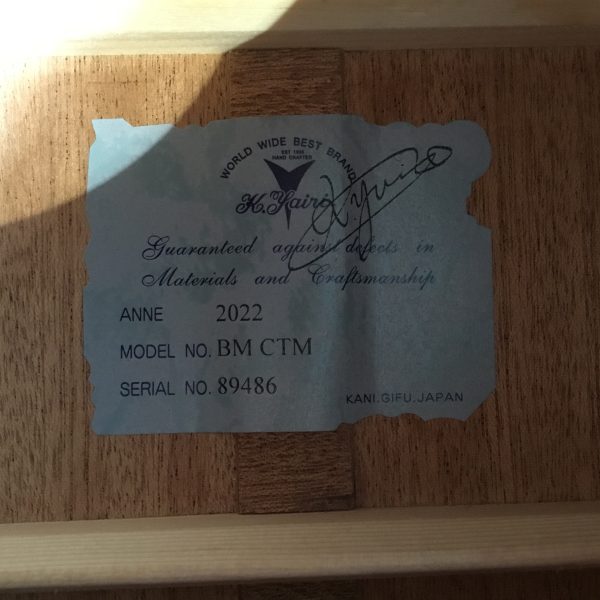 WORLD WIDE BEST BRAND
EST 1935
HAND CRAFTED
K.Yairi
Guaranteed against defects in
Materials and Craftsmanship
ANNE 2022
MODEL NO. BM CTM
SERIAL NO. 89486
KANI.GIFU.JAPAN